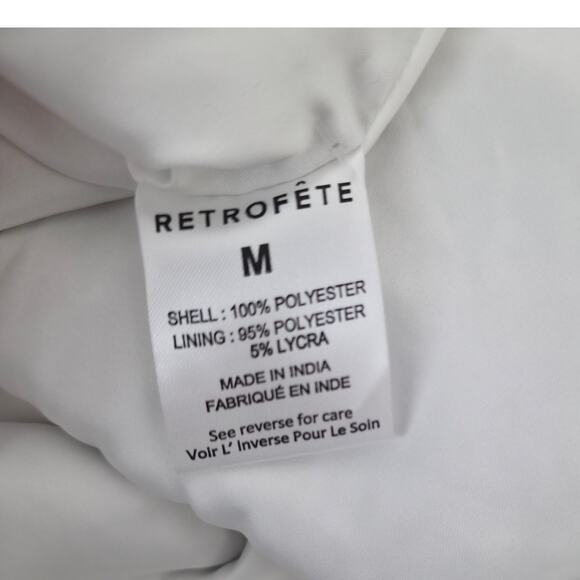 RETROFÊTE
M
SHELL : 100% POLYESTER
LINING : 95% POLYESTER
5% LYCRA
MADE IN INDIA
FABRIQUÉ EN INDE
See reverse for care
Voir L' Inverse Pour Le Soin